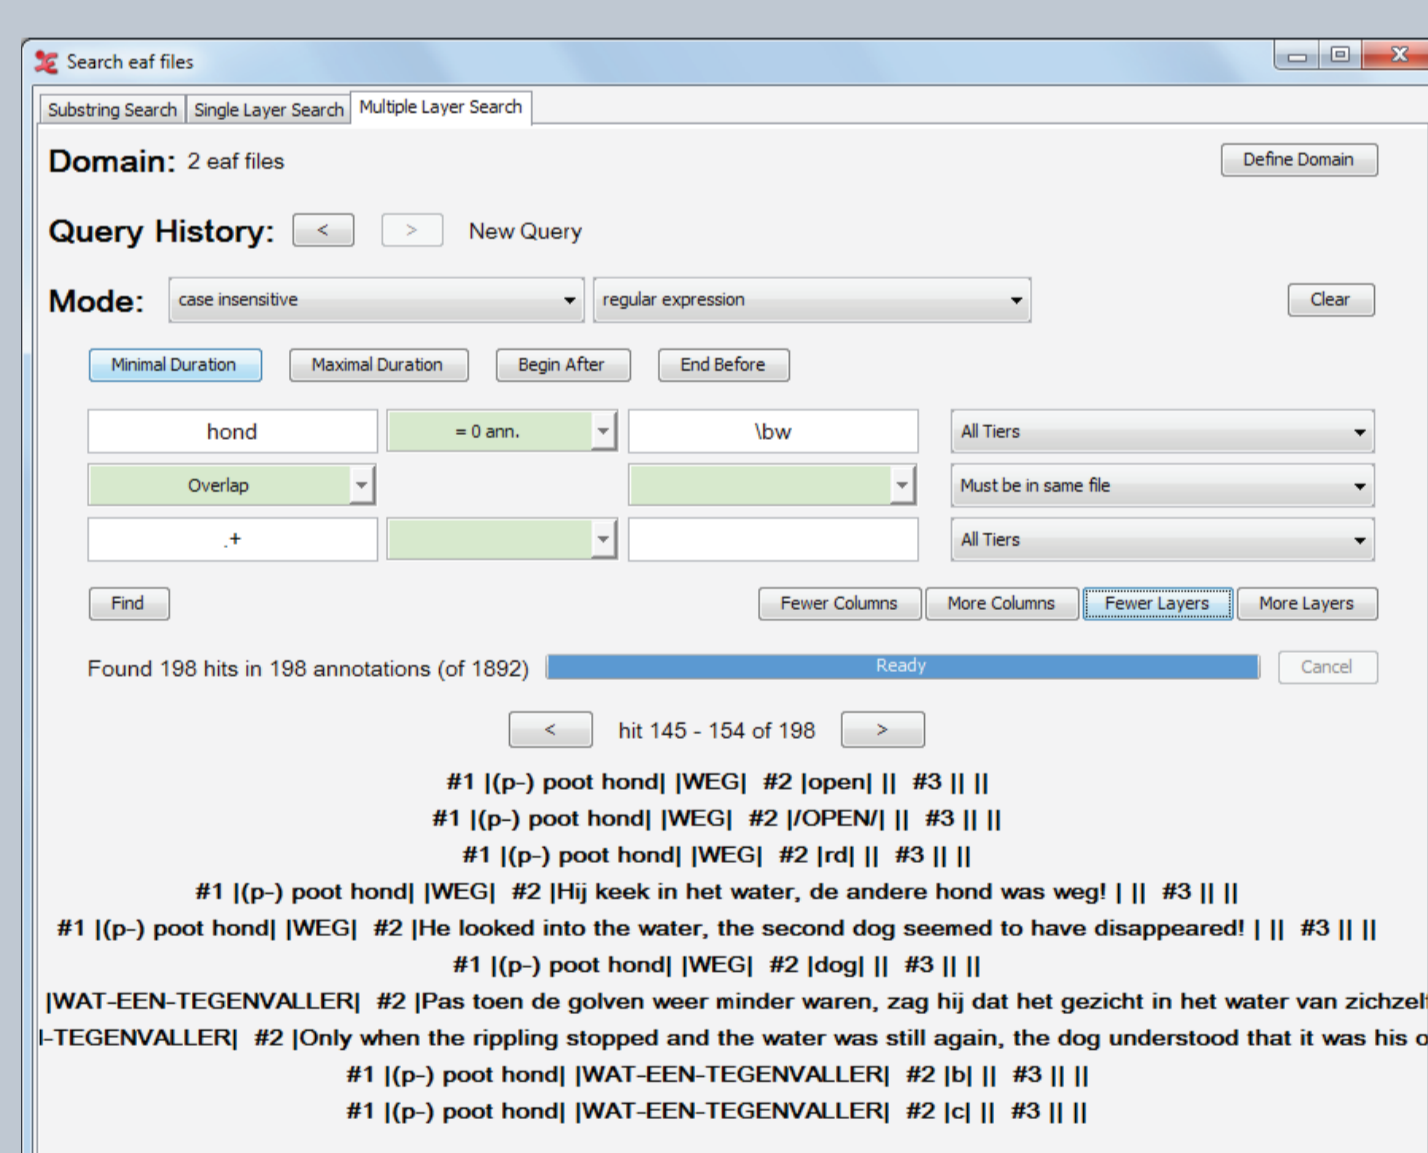 Search eaf files
Substring Search Single Layer Search Multiple Layer Search
Domain: 2 eaf files Define Domain
Query History: < > New Query
Mode: case insensitive regular expression Clear
Minimal Duration Maximal Duration Begin After End Before
hond = 0 ann. \bw All Tiers
Overlap Must be in same file
.+ All Tiers
Find Fewer Columns More Columns Fewer Layers More Layers
Found 198 hits in 198 annotations (of 1892) Ready Cancel
< hit 145 - 154 of 198 >
#1 |(p-) poot hond| |WEG| #2 |open| || #3 || ||
#1 |(p-) poot hond| |WEG| #2 |/OPEN/| || #3 || ||
#1 |(p-) poot hond| |WEG| #2 |rd| || #3 || ||
#1 |(p-) poot hond| |WEG| #2 |Hij keek in het water, de andere hond was weg! | || #3 || ||
#1 |(p-) poot hond| |WEG| #2 |He looked into the water, the second dog seemed to have disappeared! | || #3 || ||
#1 |(p-) poot hond| |WEG| #2 |dog| || #3 || ||
|WAT-EEN-TEGENVALLER| #2 |Pas toen de golven weer minder waren, zag hij dat het gezicht in het water van zichzel
-TEGENVALLER| #2 |Only when the rippling stopped and the water was still again, the dog understood that it was his o
#1 |(p-) poot hond| |WAT-EEN-TEGENVALLER| #2 |b| || #3 || ||
#1 |(p-) poot hond| |WAT-EEN-TEGENVALLER| #2 |c| || #3 || ||